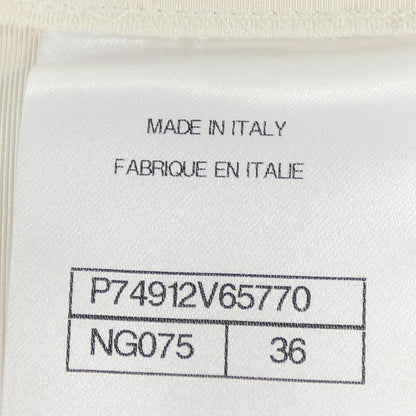 MADE IN ITALY
FABRIQUE EN ITALIE
P74912V65770
NG075 36